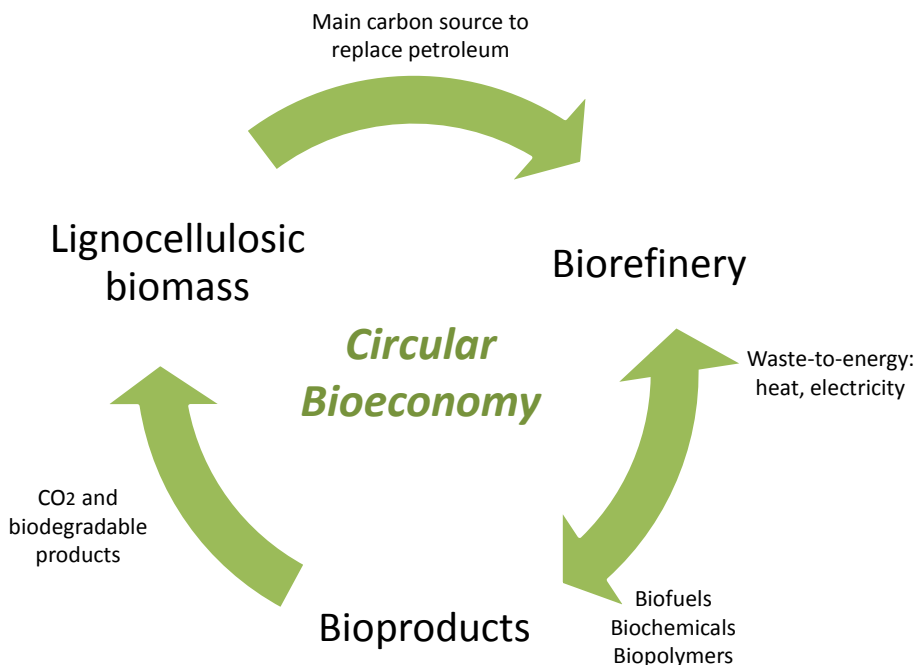 Main carbon source to
replace petroleum
Lignocellulosic
biomass
Biorefinery
Circular
Bioeconomy
Waste-to-energy:
heat, electricity
CO2 and
biodegradable
products
Bioproducts
Biofuels
Biochemicals
Biopolymers